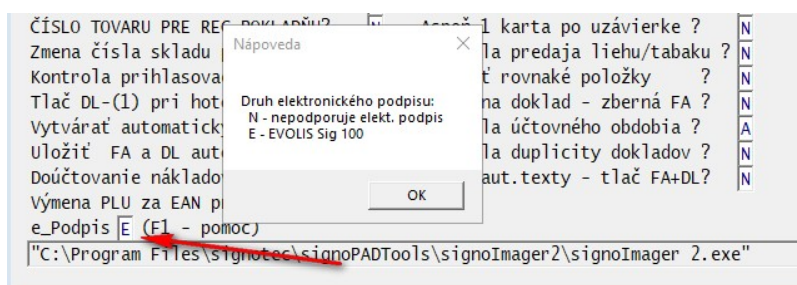 ČÍSLO TOVARU PRE REG.POKLADŇU? N Aspoň 1 karta po uzávierke ? N
Zmena čísla skladu la predaja liehu/tabaku ? N
Kontrola prihlasova ť rovnaké položky ? N
Tlač DL-(1) pri hot na doklad - zberná FA ? N
Vytvárať automatick la účtovného obdobia ? A
Uložiť FA a DL aut la duplicity dokladov ? N
Doúčtovanie náklado aut.texty - tlač FA+DL? N
Výmena PLU za EAN p
Nápoveda
Druh elektronického podpisu:
N - nepodporuje elekt. podpis
E - EVOLIS Sig 100
OK
e_Podpis E (F1 - pomoc)
"C:\Program Files\signotec\signoPADTools\signoImager2\signoImager 2.exe"